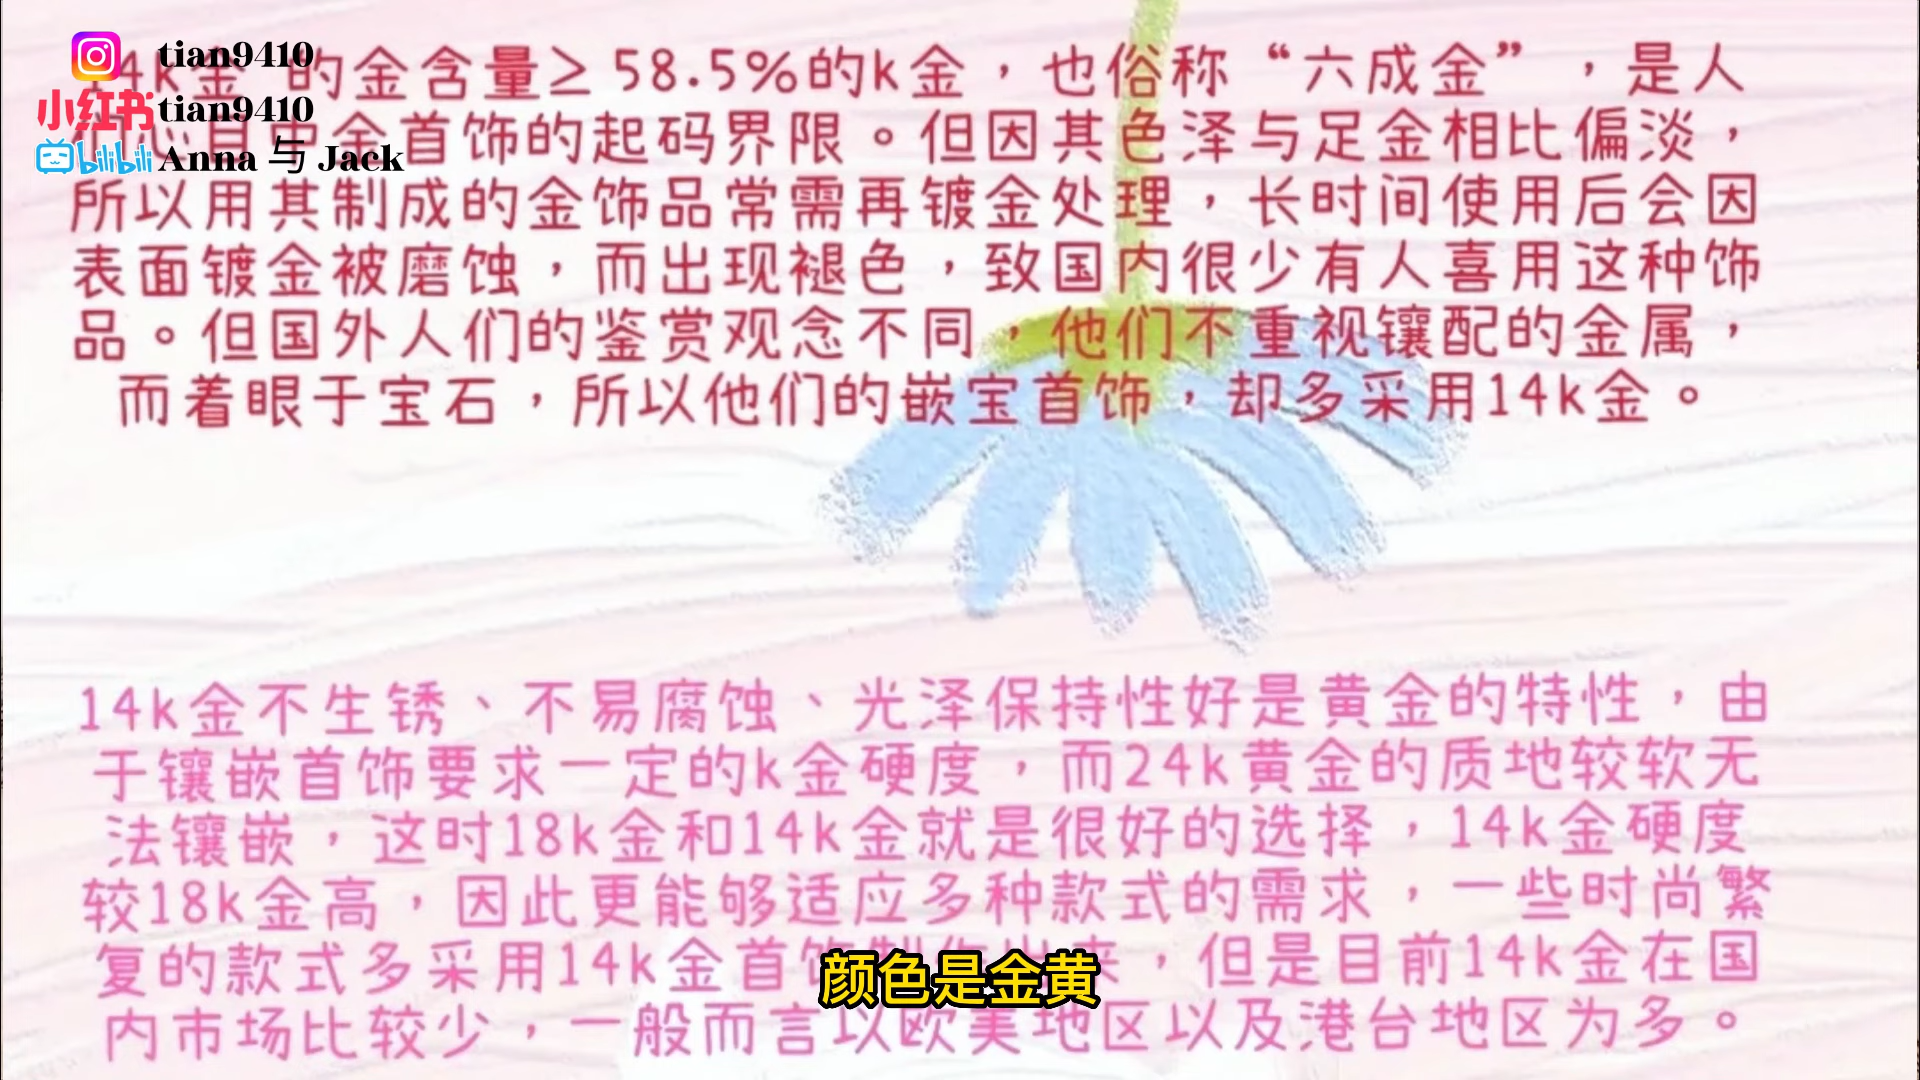 tian9410
小红书 tian9410
bilibili Anna 与 Jack
4k金 的金含量≥58.5%的k金，也俗称“六成金”，是人
金首饰的起码界限。但因其色泽与足金相比偏淡，
所以用其制成的金饰品常需再镀金处理，长时间使用后会因
表面镀金被磨蚀，而出现褪色，致国内很少有人喜用这种饰
品。但国外人们的鉴赏观念不同，他们不重视镶配的金属，
而着眼于宝石，所以他们的嵌宝首饰，却多采用14k金。
14k金不生锈、不易腐蚀、光泽保持性好是黄金的特性，由
于镶嵌首饰要求一定的k金硬度，而24k黄金的质地较软无
法镶嵌，这时18k金和14k金就是很好的选择，14k金硬度
较18k金高，因此更能够适应多种款式的需求，一些时尚繁
复的款式多采用14k金首饰制作出来，但是目前14k金在国
颜色是金黄
内市场比较少，一般而言以欧美地区以及港台地区为多。